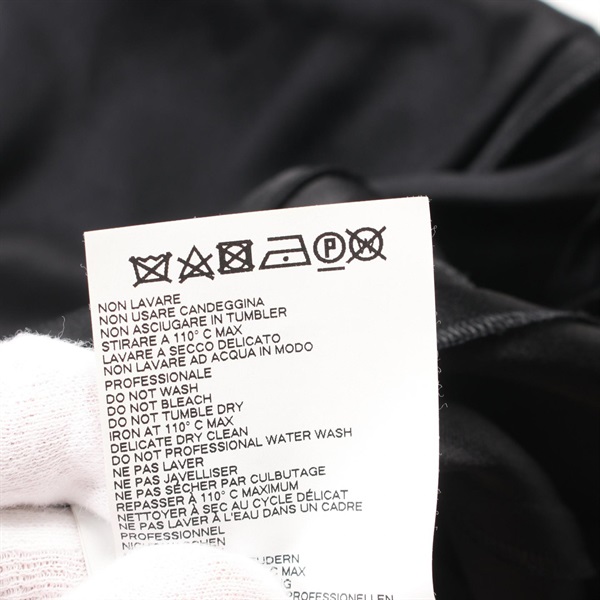 P W
NON LAVARE
NON USARE CANDEGGINA
NON ASCIUGARE IN TUMBLER
STIRARE A 110° C MAX
LAVARE A SECCO DELICATO
NON LAVARE AD ACQUA IN MODO
PROFESSIONALE
DO NOT WASH
DO NOT BLEACH
DO NOT TUMBLE DRY
IRON AT 110° C MAX
DELICATE DRY CLEAN
DO NOT PROFESSIONAL WATER WASH
NE PAS LAVER
NE PAS JAVELLISER
NE PAS SÉCHER PAR CULBUTAGE
REPASSER À 110° C MAXIMUM
NETTOYER À SEC AU CYCLE DÉLICAT
NE PAS LAVER À L'EAU DANS UN CADRE
PROFESSIONNEL
C MAX
PROFESSIONELLEN